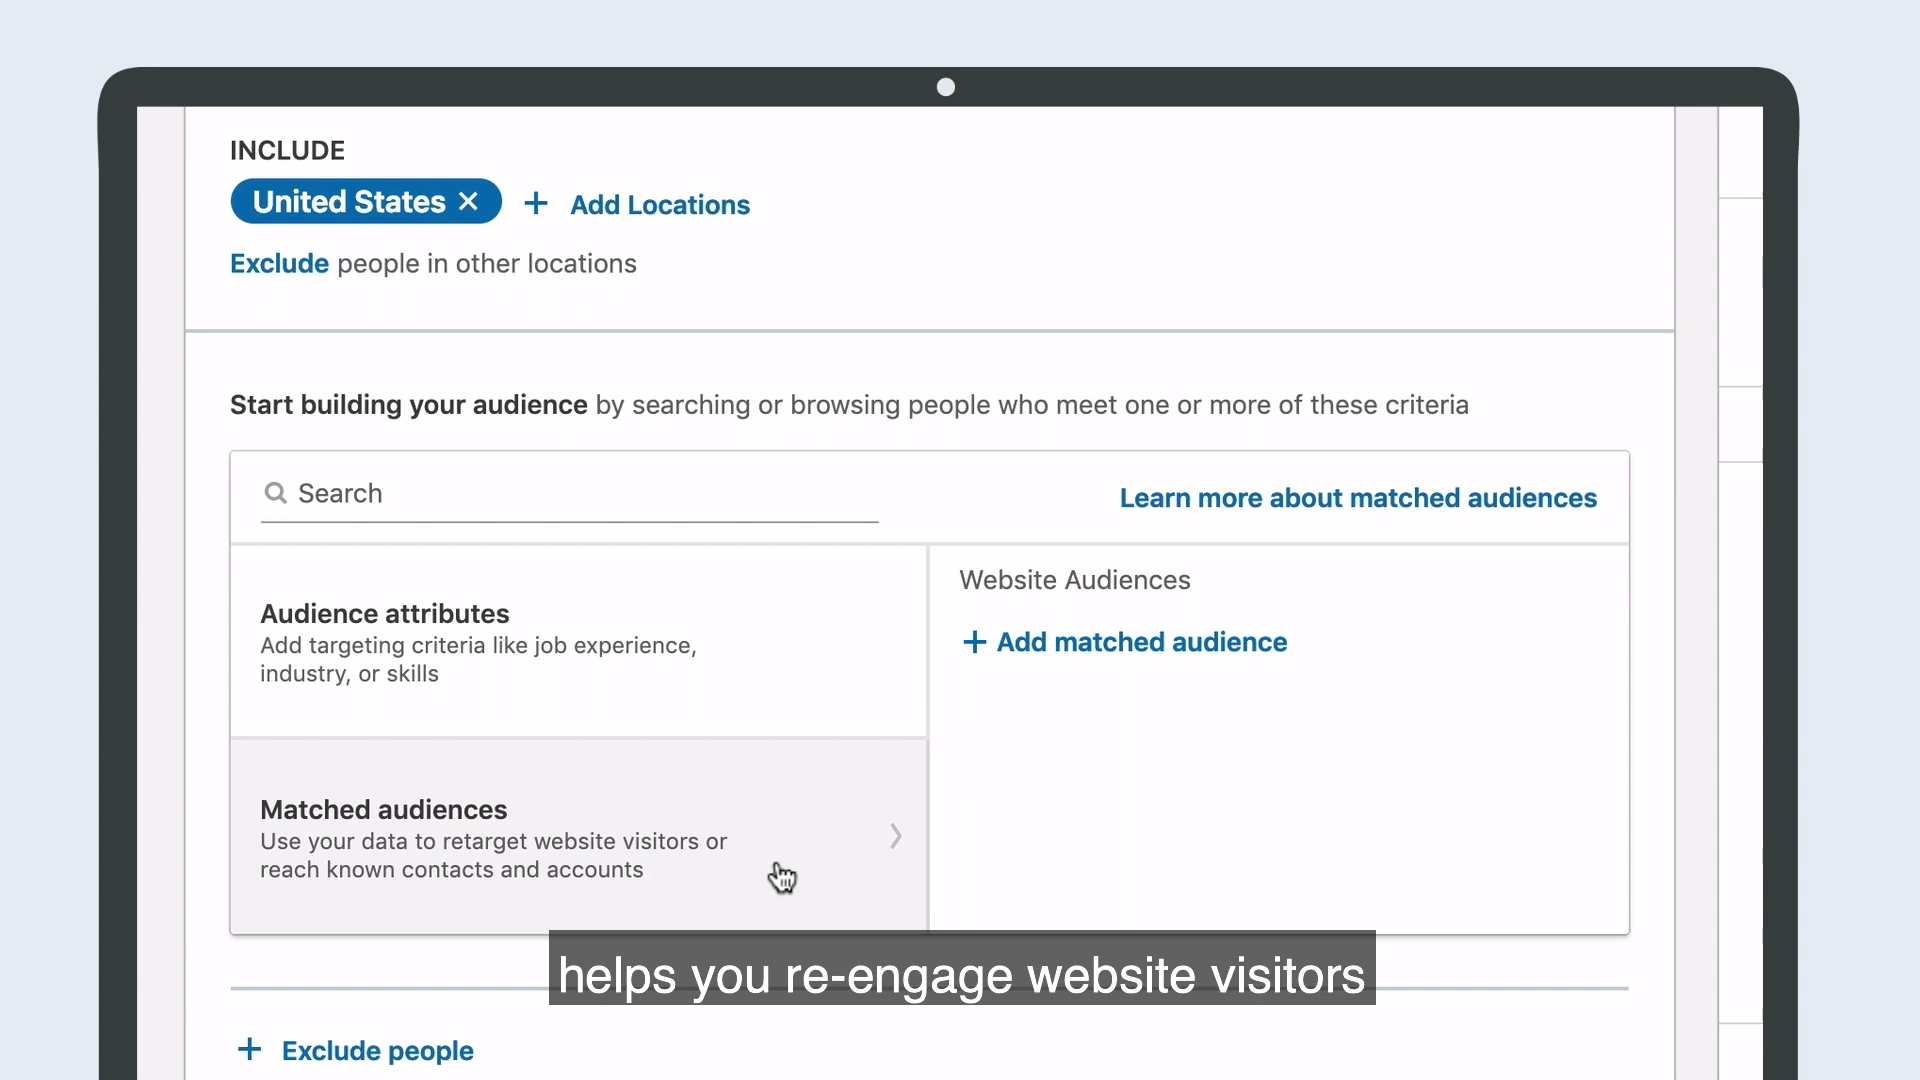 INCLUDE
United States
Add Locations
Exclude people in other locations
Start building your audience by searching or browsing people who meet one or more of these criteria
Search
Learn more about matched audiences
Audience attributes
Add targeting criteria like job experience,
industry, or skills
Website Audiences
+ Add matched audience
Matched audiences
Use your data to retarget website visitors or
reach known contacts and accounts
helps you re-engage website visitors
+ Exclude people